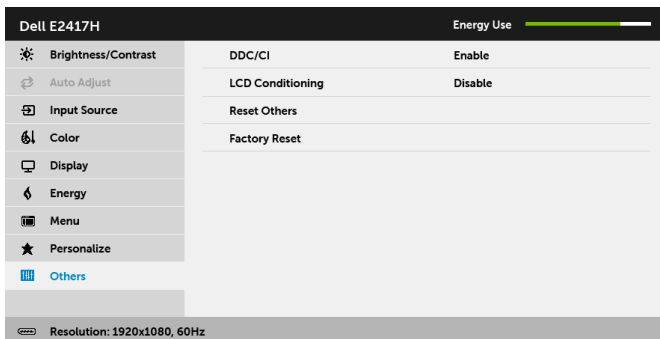 Dell E2417H Energy Use
Brightness/Contrast DDC/CI Enable
Auto Adjust LCD Conditioning Disable
Input Source Reset Others
Color Factory Reset
Display
Energy
Menu
Personalize
Others
Resolution: 1920x1080, 60Hz